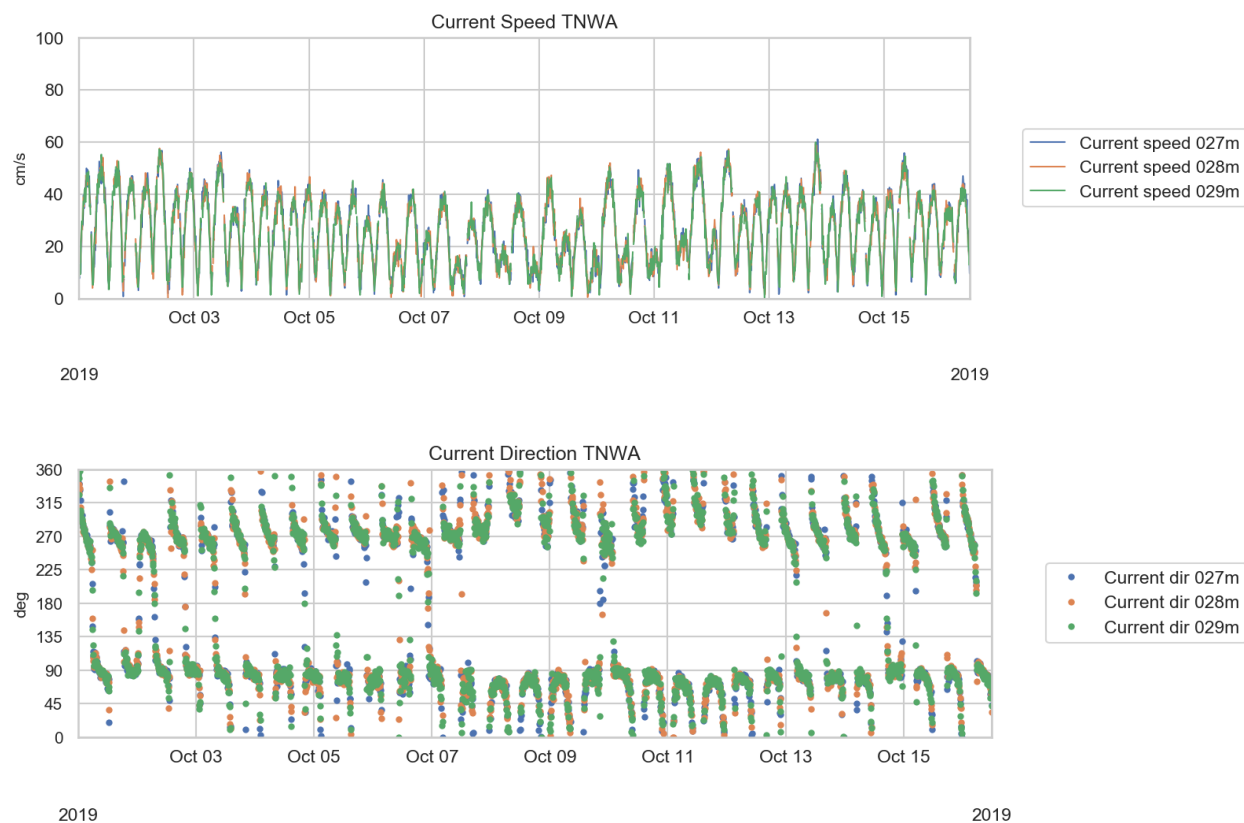 Current Speed TNWA
100
80
60
40
20
0
cm/s
Oct 03 Oct 05 Oct 07 Oct 09 Oct 11 Oct 13 Oct 15
2019 2019
Current speed 027m
Current speed 028m
Current speed 029m
Current Direction TNWA
360
315
270
225
180
135
90
45
0
deg
Oct 03 Oct 05 Oct 07 Oct 09 Oct 11 Oct 13 Oct 15
2019 2019
Current dir 027m
Current dir 028m
Current dir 029m